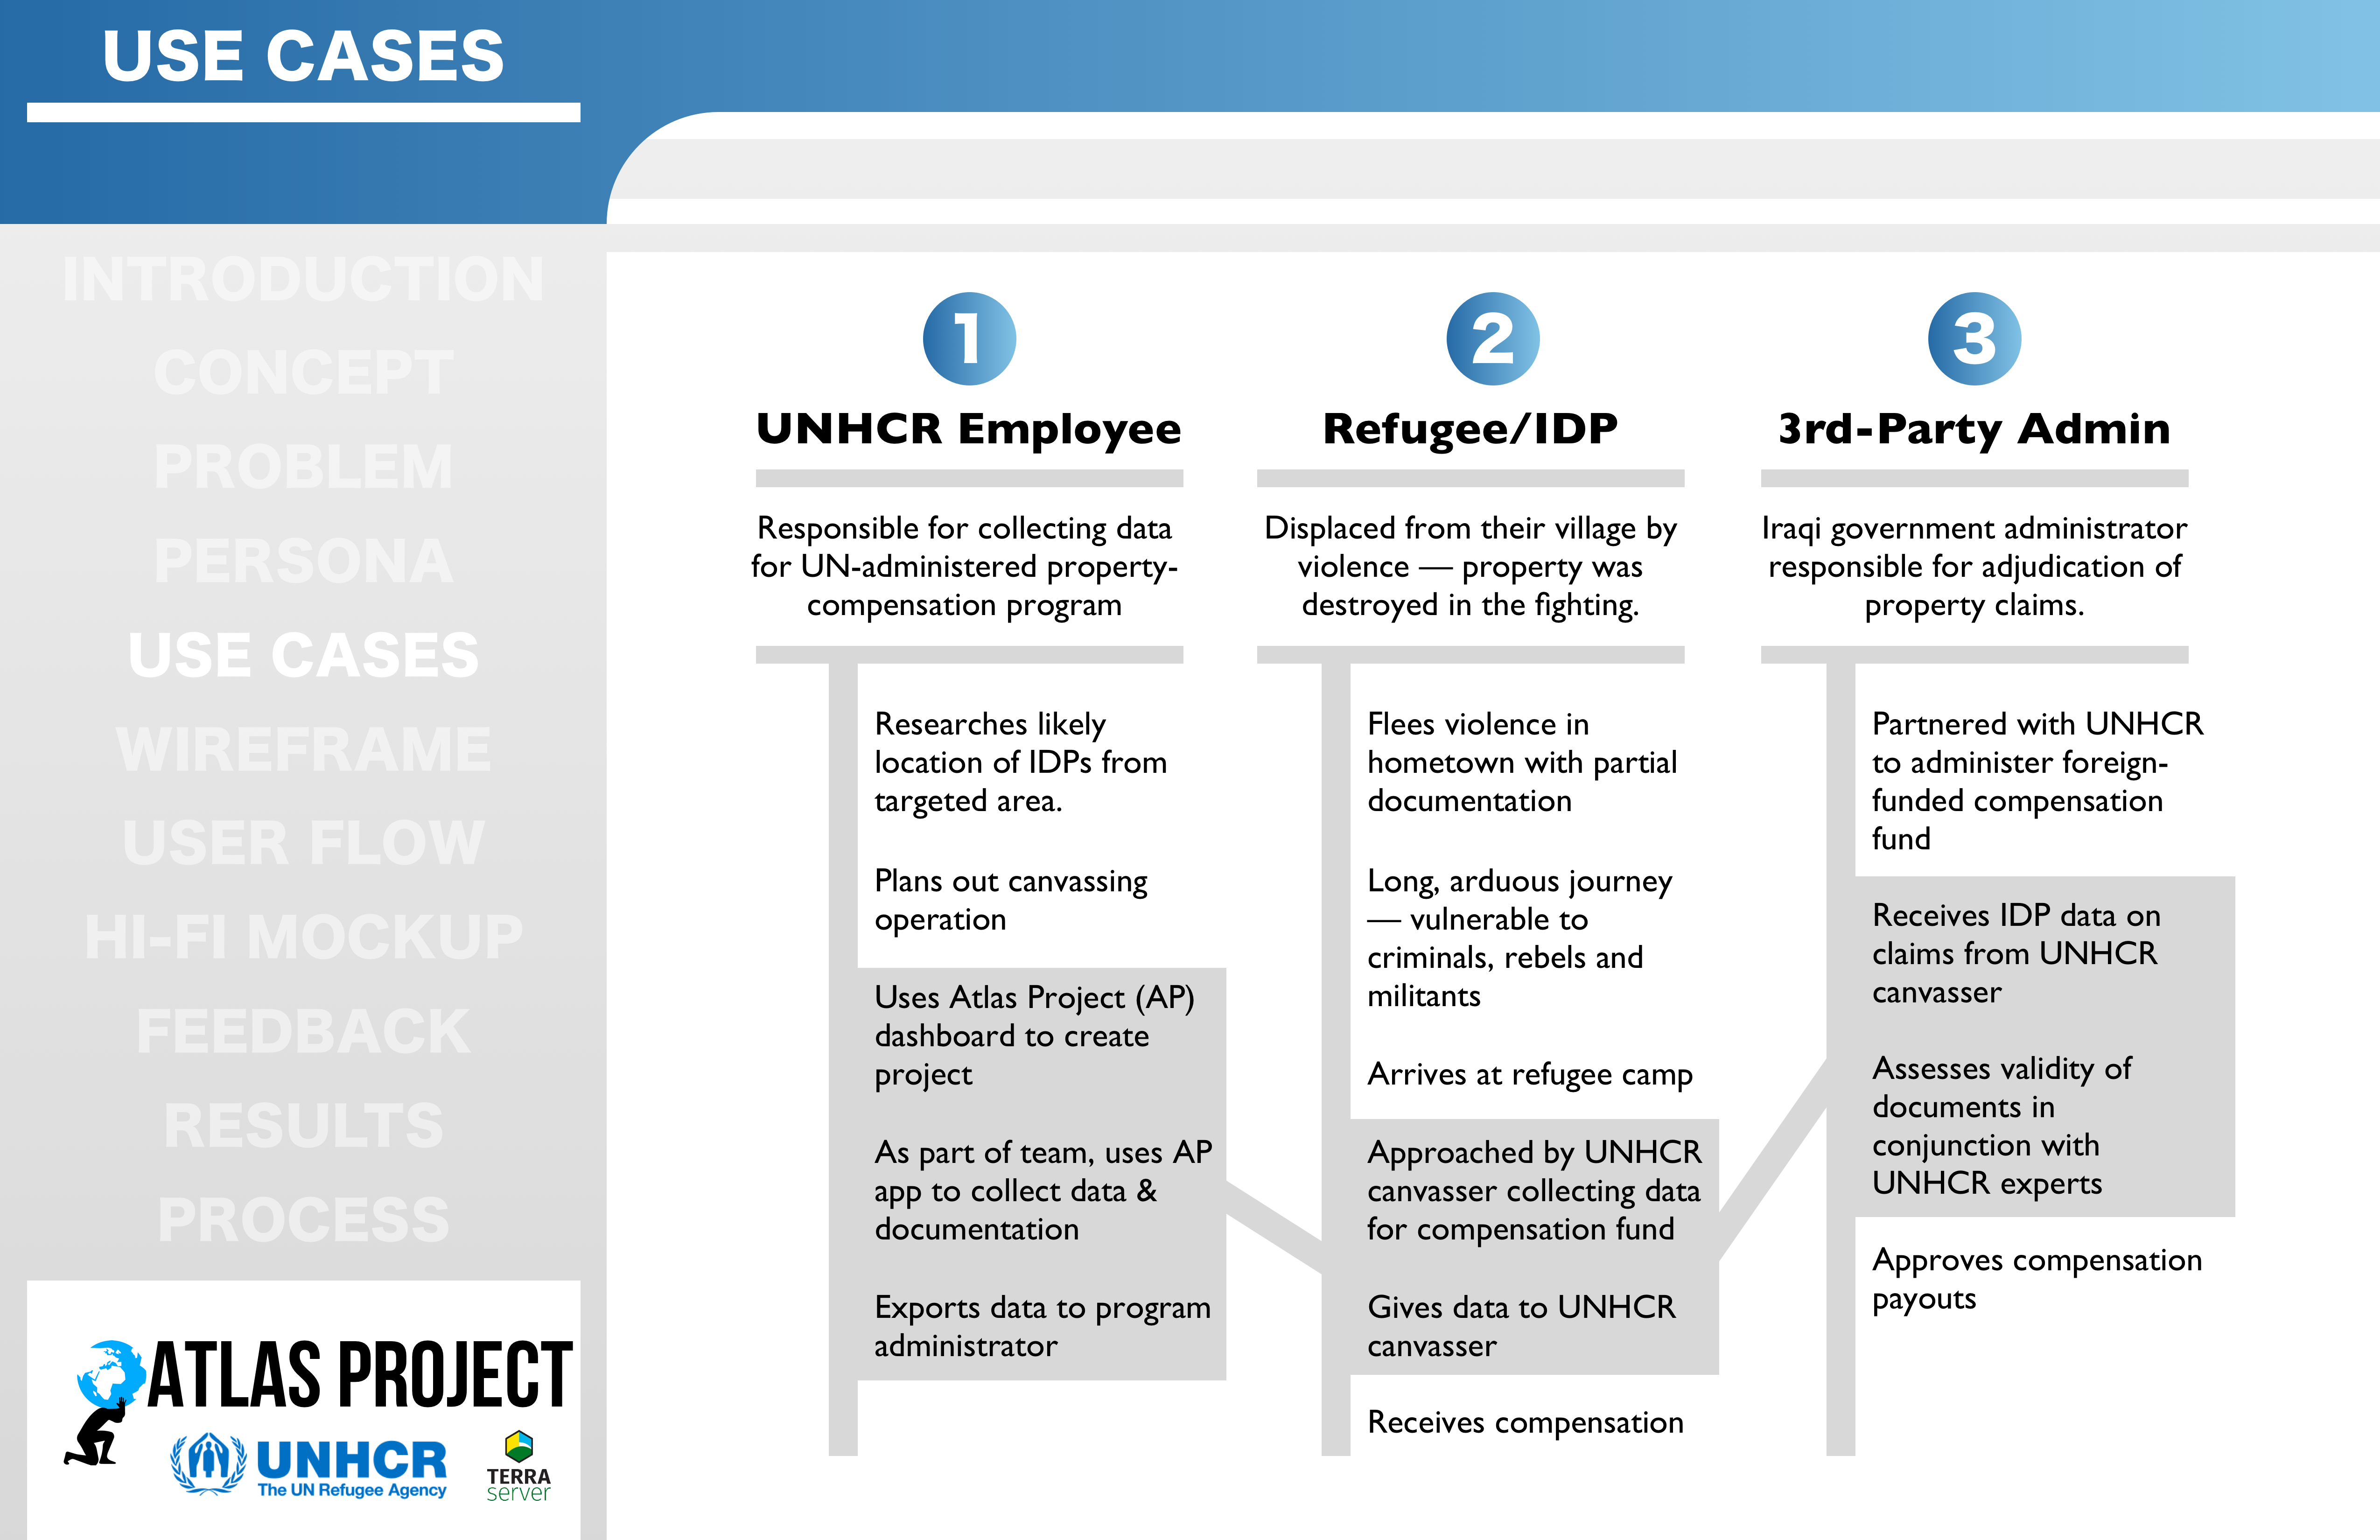 USE CASES
INTRODUCTION
CONCEPT
PROBLEM
PERSONA
USE CASES
WIREFRAME
USER FLOW
HI-FI MOCKUP
FEEDBACK
RESULTS
PROCESS
ATLAS PROJECT
UNHCR
The UN Refugee Agency
TERRA
server
1
UNHCR Employee
Responsible for collecting data
for UN-administered property-
compensation program
Researches likely
location of IDPs from
targeted area.
Plans out canvassing
operation
Uses Atlas Project (AP)
dashboard to create
project
As part of team, uses AP
app to collect data &
documentation
Exports data to program
administrator
2
Refugee/IDP
Displaced from their village by
violence — property was
destroyed in the fighting.
Flees violence in
hometown with partial
documentation
Long, arduous journey
— vulnerable to
criminals, rebels and
militants
Arrives at refugee camp
Approached by UNHCR
canvasser collecting data
for compensation fund
Gives data to UNHCR
canvasser
Receives compensation
3
3rd-Party Admin
Iraqi government administrator
responsible for adjudication of
property claims.
Partnered with UNHCR
to administer foreign-
funded compensation
fund
Receives IDP data on
claims from UNHCR
canvasser
Assesses validity of
documents in
conjunction with
UNHCR experts
Approves compensation
payouts